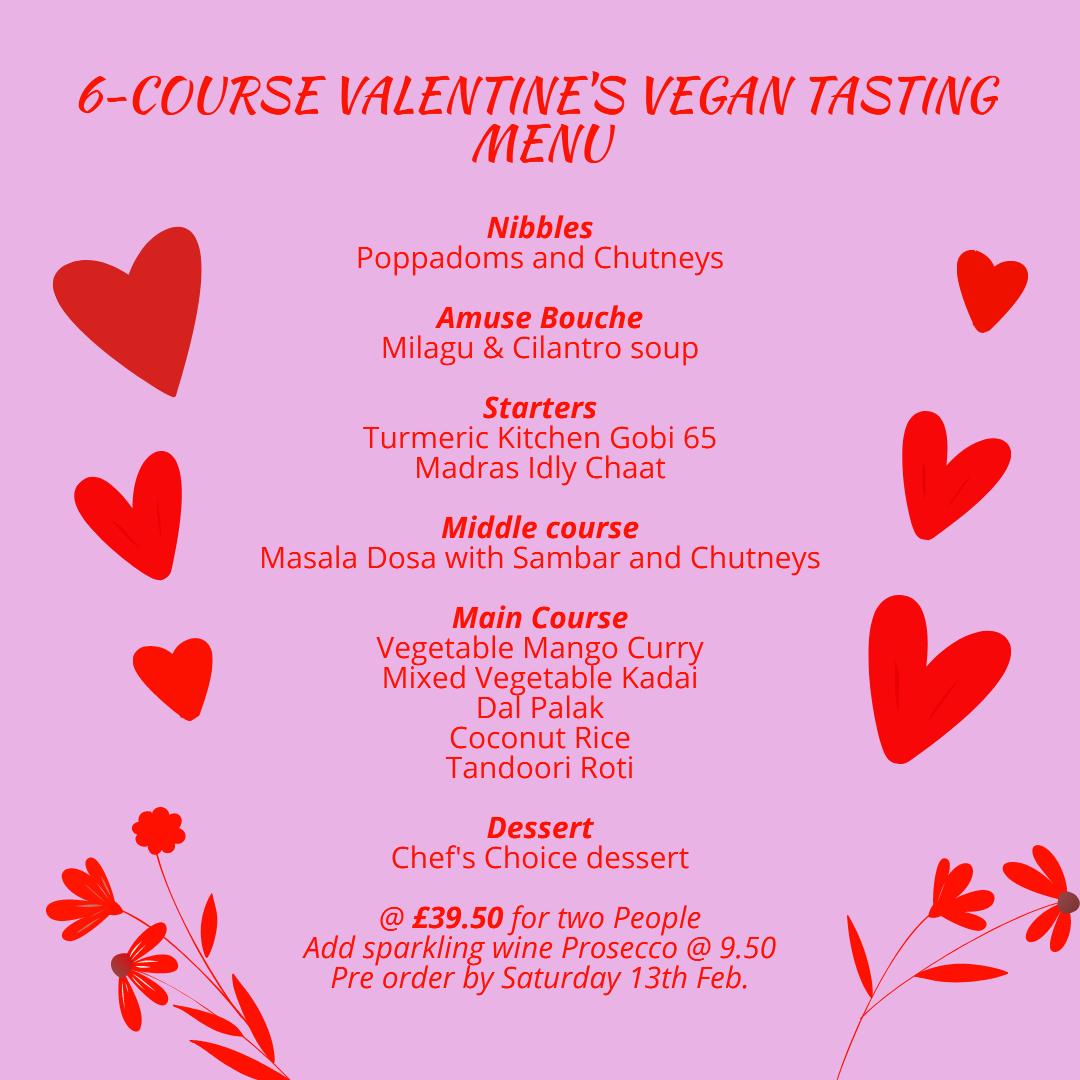 6-COURSE VALENTINE'S VEGAN TASTING
MENU
Nibbles
Poppadoms and Chutneys
Amuse Bouche
Milagu & Cilantro soup
Starters
Turmeric Kitchen Gobi 65
Madras Idly Chaat
Middle course
Masala Dosa with Sambar and Chutneys
Main Course
Vegetable Mango Curry
Mixed Vegetable Kadai
Dal Palak
Coconut Rice
Tandoori Roti
Dessert
Chef's Choice dessert
@ £39.50 for two People
Add sparkling wine Prosecco @ 9.50
Pre order by Saturday 13th Feb.